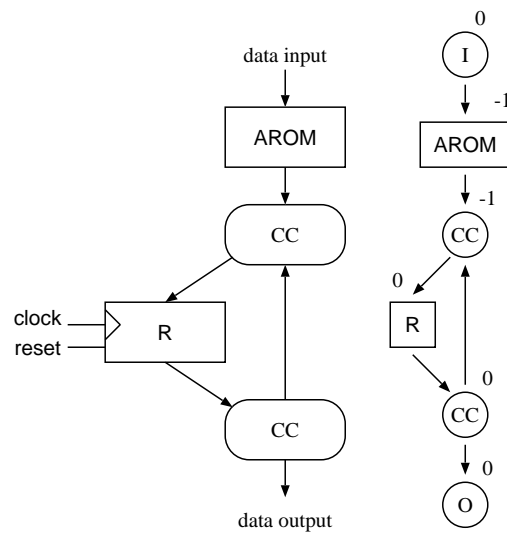 data input
AROM
CC
clock
reset
R
CC
data output
0
I
-1
AROM
-1
CC
0
R
0
CC
0
O